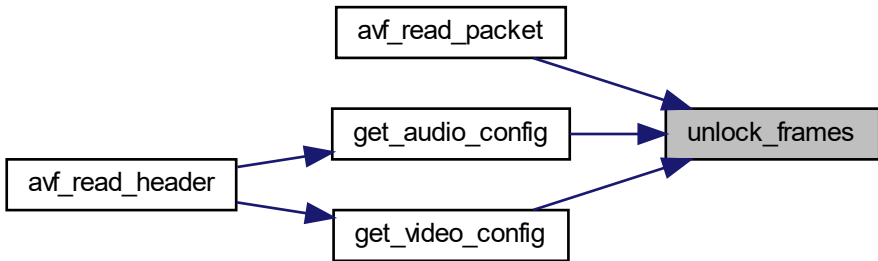 avf_read_packet
get_audio_config
unlock_frames
avf_read_header
get_video_config